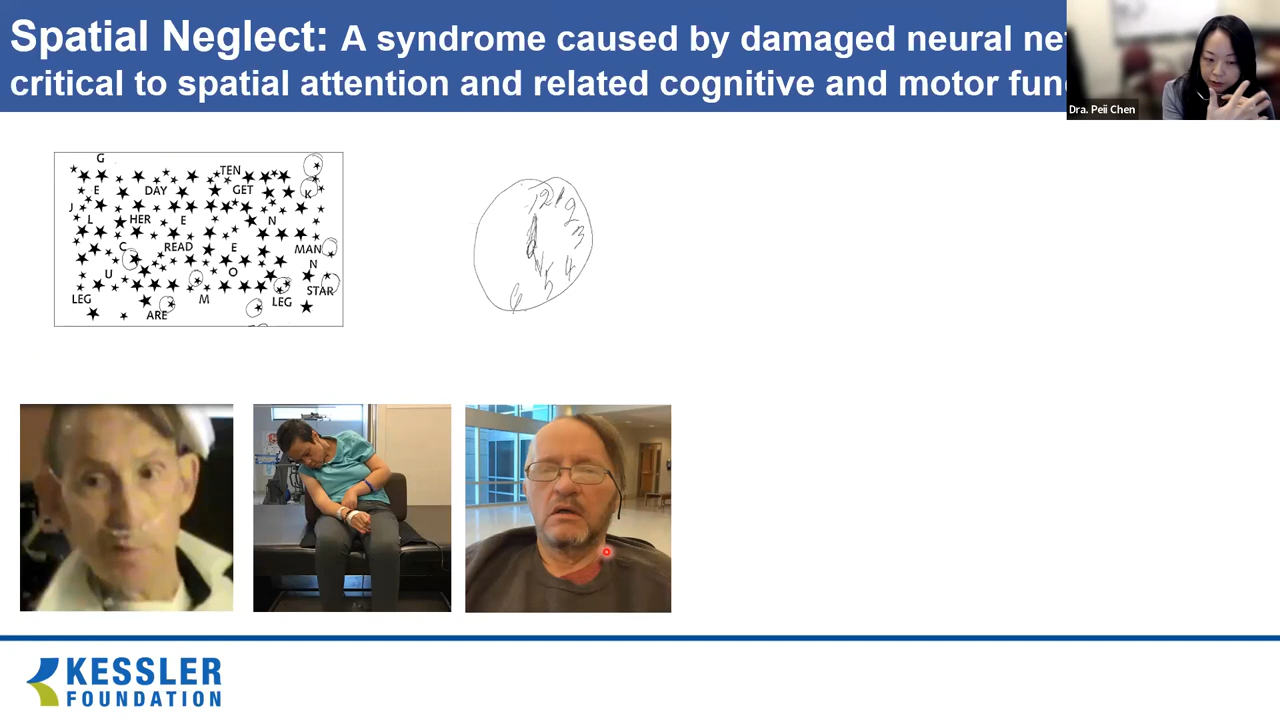 Spatial Neglect: A syndrome caused by damaged neural ne
critical to spatial attention and related cognitive and motor fun
Dra. Peii Chen
G
TEN
E DAY GET K
J
L HER E N
C READ E MAN
N
U O
STAR
LEG M LEG
ARE
12 1
2
3
4
5
6
KESSLER
FOUNDATION